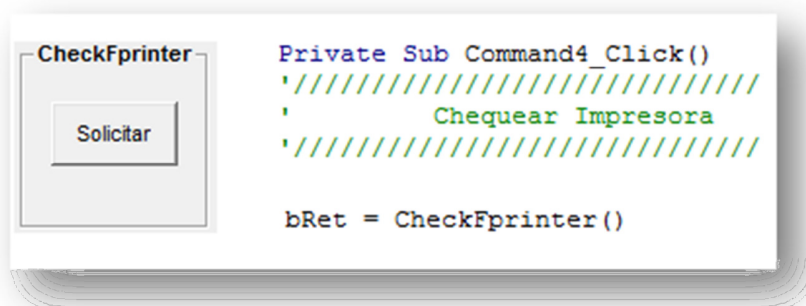 CheckFprinter
Solicitar
Private Sub Command4_Click()
'//////////////////////////////
' Chequear Impresora
'//////////////////////////////
bRet = CheckFprinter()